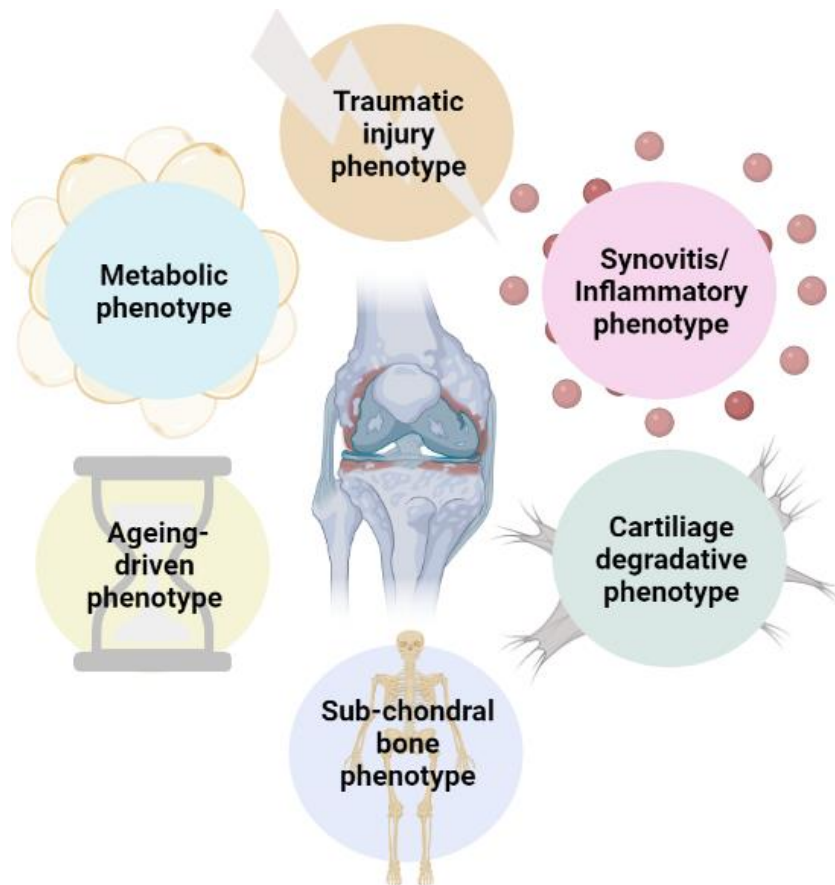 Traumatic
injury
phenotype
Metabolic
phenotype
Synovitis/
Inflammatory
phenotype
Ageing-
driven
phenotype
Cartiliage
degradative
phenotype
Sub-chondral
bone
phenotype